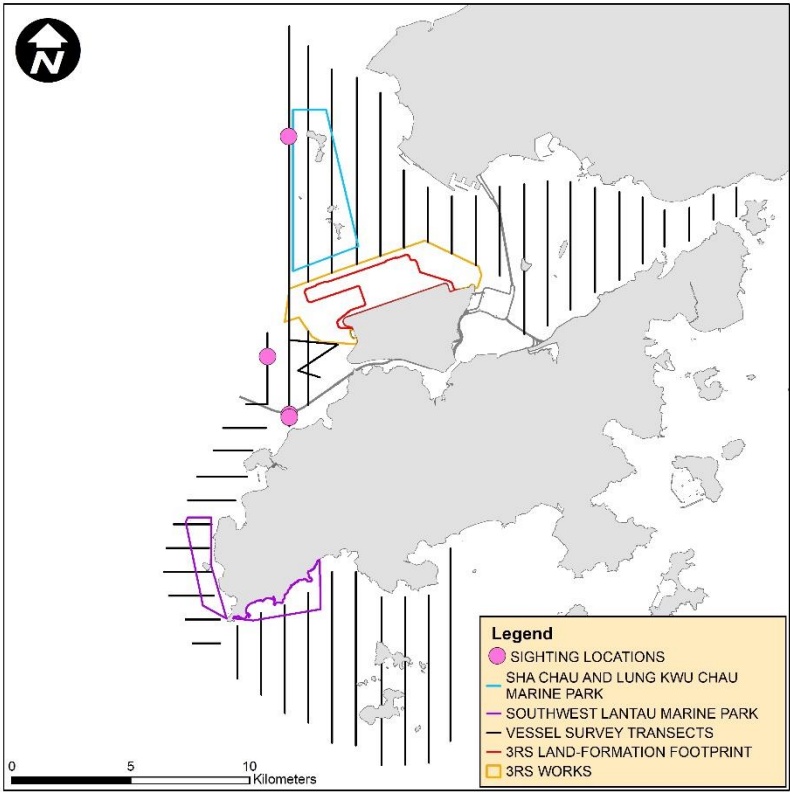 N
Legend
SIGHTING LOCATIONS
SHA CHAU AND LUNG KWU CHAU
MARINE PARK
SOUTHWEST LANTAU MARINE PARK
VESSEL SURVEY TRANSECTS
3RS LAND-FORMATION FOOTPRINT
3RS WORKS
0 5 10
Kilometers